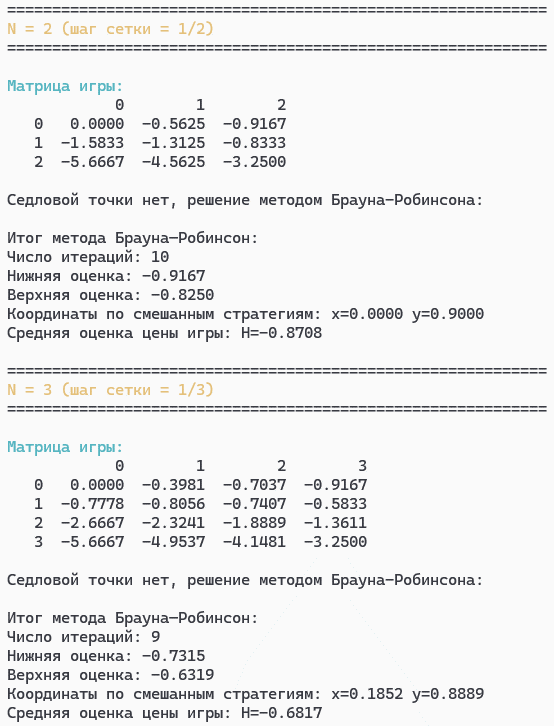 ============================================================
N = 2 (шаг сетки = 1/2)
============================================================
Матрица игры:
            0        1        2
   0   0.0000  -0.5625  -0.9167
   1  -1.5833  -1.3125  -0.8333
   2  -5.6667  -4.5625  -3.2500
Седловой точки нет, решение методом Брауна-Робинсона:
Итог метода Брауна-Робинсон:
Число итераций: 10
Нижняя оценка: -0.9167
Верхняя оценка: -0.8250
Координаты по смешанным стратегиям: x=0.0000 y=0.9000
Средняя оценка цены игры: H=-0.8708
============================================================
N = 3 (шаг сетки = 1/3)
============================================================
Матрица игры:
            0        1        2        3
   0   0.0000  -0.3981  -0.7037  -0.9167
   1  -0.7778  -0.8056  -0.7407  -0.5833
   2  -2.6667  -2.3241  -1.8889  -1.3611
   3  -5.6667  -4.9537  -4.1481  -3.2500
Седловой точки нет, решение методом Брауна-Робинсона:
Итог метода Брауна-Робинсон:
Число итераций: 9
Нижняя оценка: -0.7315
Верхняя оценка: -0.6319
Координаты по смешанным стратегиям: x=0.1852 y=0.8889
Средняя оценка цены игры: H=-0.6817